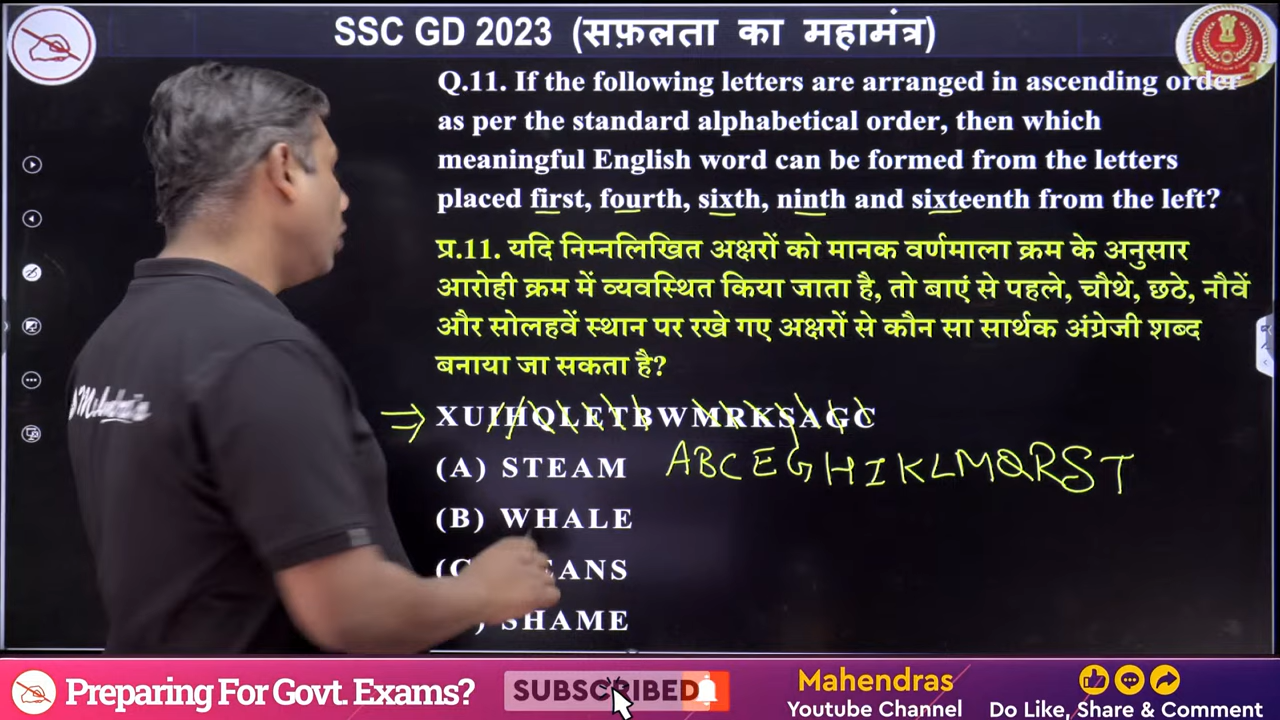 SSC GD 2023 (सफ़लता का महामंत्र)
Q.11. If the following letters are arranged in ascending order
as per the standard alphabetical order, then which
meaningful English word can be formed from the letters
placed first, fourth, sixth, ninth and sixteenth from the left?
प्र.11. यदि निम्नलिखित अक्षरों को मानक वर्णमाला क्रम के अनुसार
आरोही क्रम में व्यवस्थित किया जाता है, तो बाएं से पहले, चौथे, छठे, नौवें
और सोलहवें स्थान पर रखे गए अक्षरों से कौन सा सार्थक अंग्रेजी शब्द
बनाया जा सकता है?
XUIHQLETBWMRKSAGC
(A) STEAM
ABCEGHIKLMQRST
(B) WHALE
EANS
SHAME
Preparing For Govt. Exams?
SUBSCRIBED
Mahendras
Youtube Channel
Do Like, Share & Comment